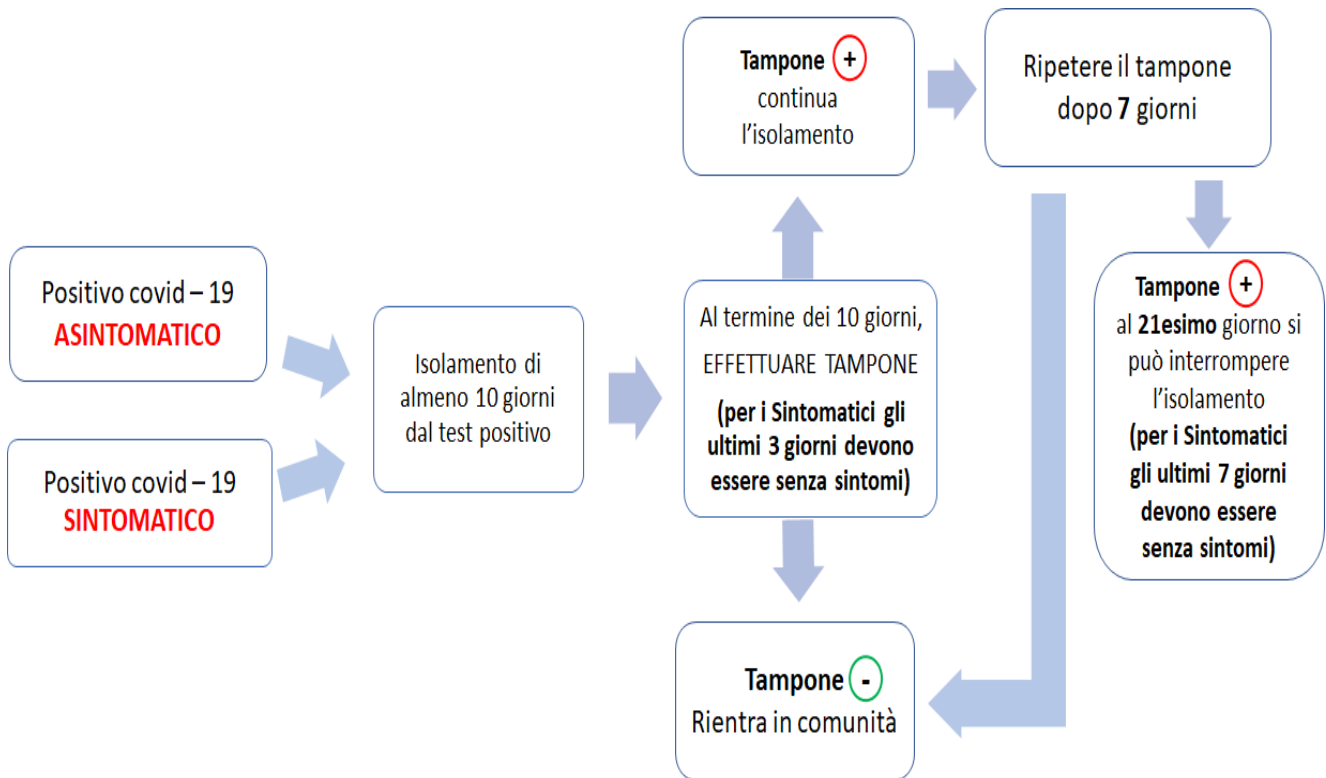 Positivo covid – 19
ASINTOMATICO
Positivo covid – 19
SINTOMATICO
Isolamento di
almeno 10 giorni
dal test positivo
Al termine dei 10 giorni,
EFFETTUARE TAMPONE
(per i Sintomatici gli
ultimi 3 giorni devono
essere senza sintomi)
Tampone +
continua
l’isolamento
Ripetere il tampone
dopo 7 giorni
Tampone +
al 21esimo giorno si
può interrompere
l’isolamento
(per i Sintomatici
gli ultimi 7 giorni
devono essere
senza sintomi)
Tampone -
Rientra in comunità